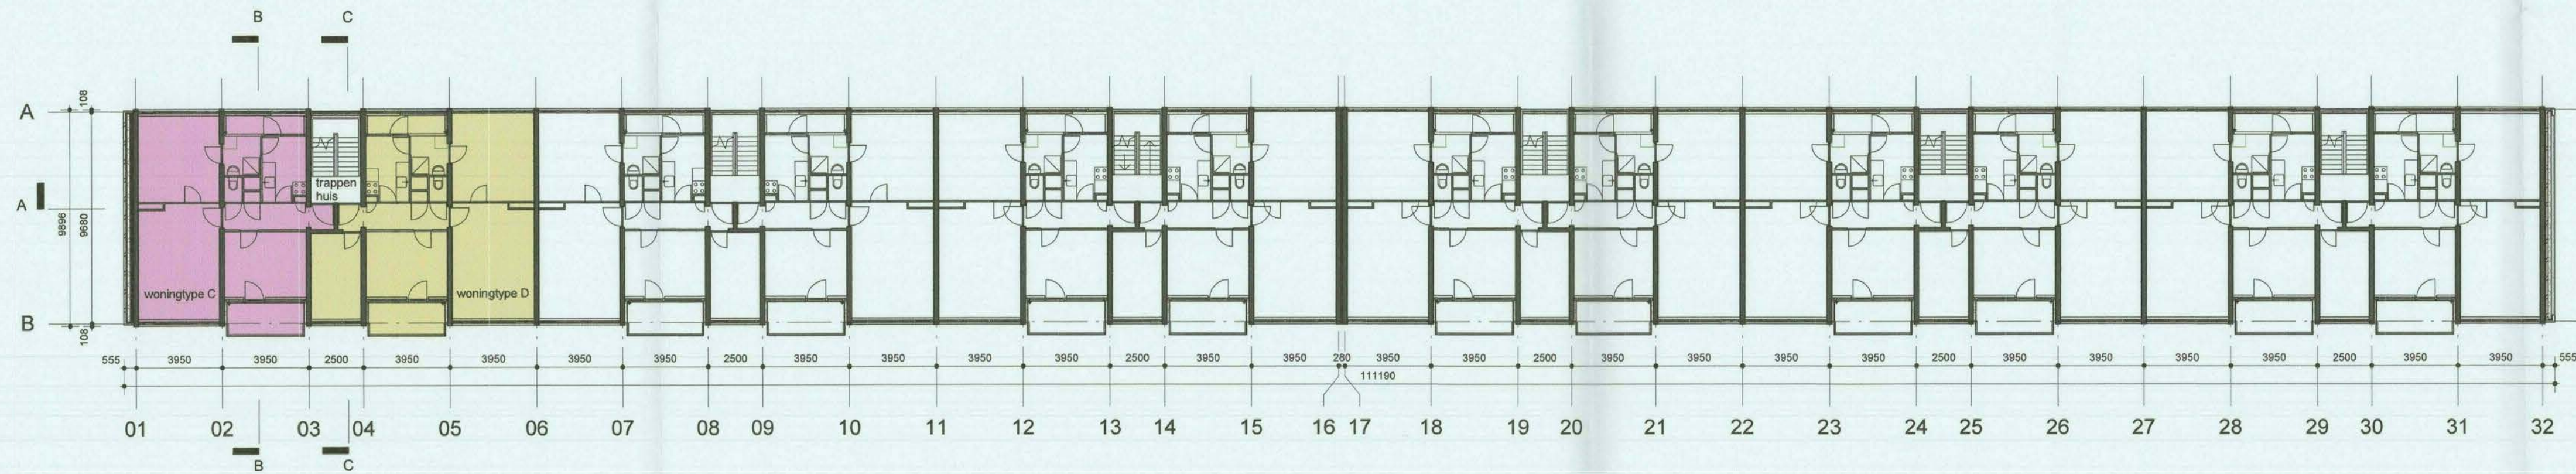 B C
A
108
trappen
huis
A
9896
9680
woningtype C
woningtype D
B
108
555 3950 3950 2500 3950 3950 3950 3950 2500 3950 3950 3950 3950 2500 3950 3950 280 3950 3950 2500 3950 3950 3950 3950 2500 3950 3950 3950 3950 2500 3950 3950 555
111190
01 02 03 04 05 06 07 08 09 10 11 12 13 14 15 16 17 18 19 20 21 22 23 24 25 26 27 28 29 30 31 32
B C